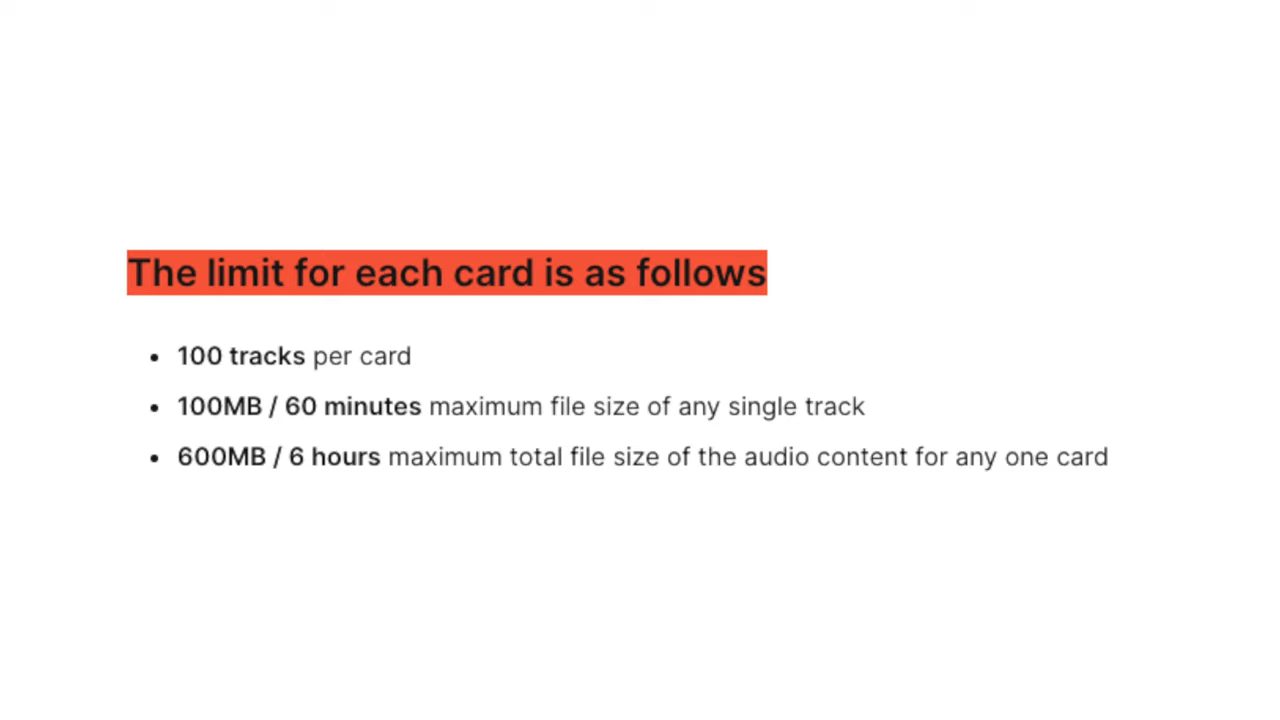 The limit for each card is as follows
• 100 tracks per card
• 100MB / 60 minutes maximum file size of any single track
• 600MB / 6 hours maximum total file size of the audio content for any one card